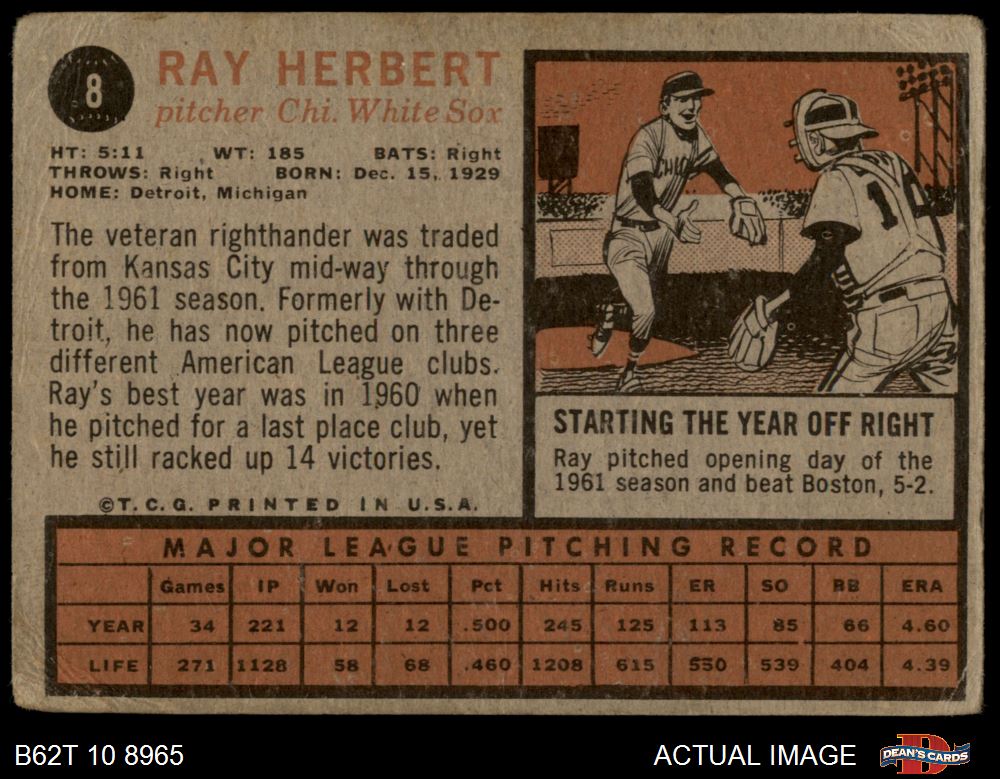 8
RAY HERBERT
pitcher Chi. White Sox
HT: 5:11 WT: 185 BATS: Right
THROWS: Right BORN: Dec. 15, 1929
HOME: Detroit, Michigan
The veteran righthander was traded
from Kansas City mid-way through
the 1961 season. Formerly with De-
troit, he has now pitched on three
different American League clubs.
Ray's best year was in 1960 when
he pitched for a last place club, yet
he still racked up 14 victories.
©T.C.G. PRINTED IN U.S.A.
CHIC
10
STARTING THE YEAR OFF RIGHT
Ray pitched opening day of the
1961 season and beat Boston, 5-2.
MAJOR LEAGUE PITCHING RECORD
Games IP Won Lost Pct Hits Runs ER SO BB ERA
YEAR 34 221 12 12 .500 245 125 113 85 66 4.60
LIFE 271 1128 58 68 .460 1208 615 550 539 404 4.39
B62T 10 8965 ACTUAL IMAGE DEAN'S CARDS